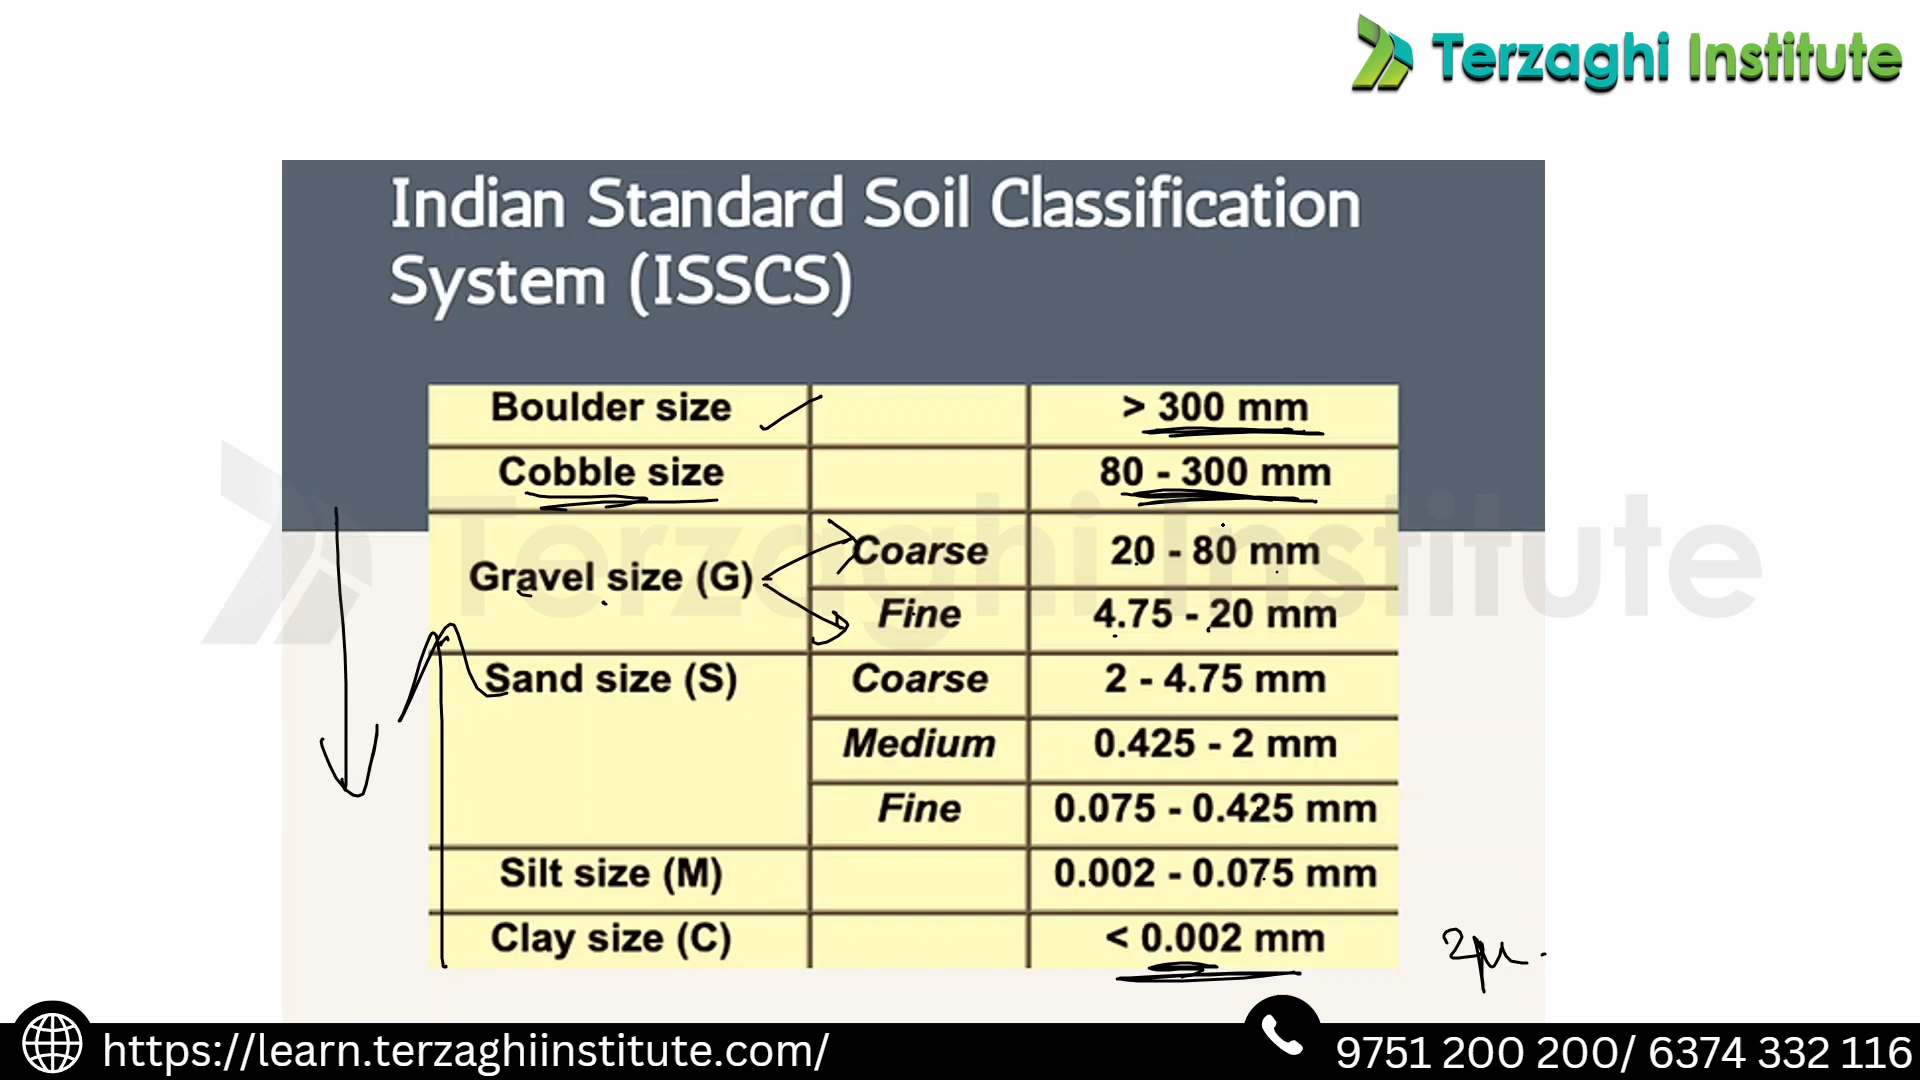 Terzaghi Institute
Indian Standard Soil Classification
System (ISSCS)
Boulder size > 300 mm
Cobble size 80 - 300 mm
Gravel size (G) Coarse 20 - 80 mm
Fine 4.75 - 20 mm
Sand size (S) Coarse 2 - 4.75 mm
Medium 0.425 - 2 mm
Fine 0.075 - 0.425 mm
Silt size (M) 0.002 - 0.075 mm
Clay size (C) < 0.002 mm
2μ.
Terzaghi Institute
https://learn.terzaghiinstitute.com/
9751 200 200/ 6374 332 116